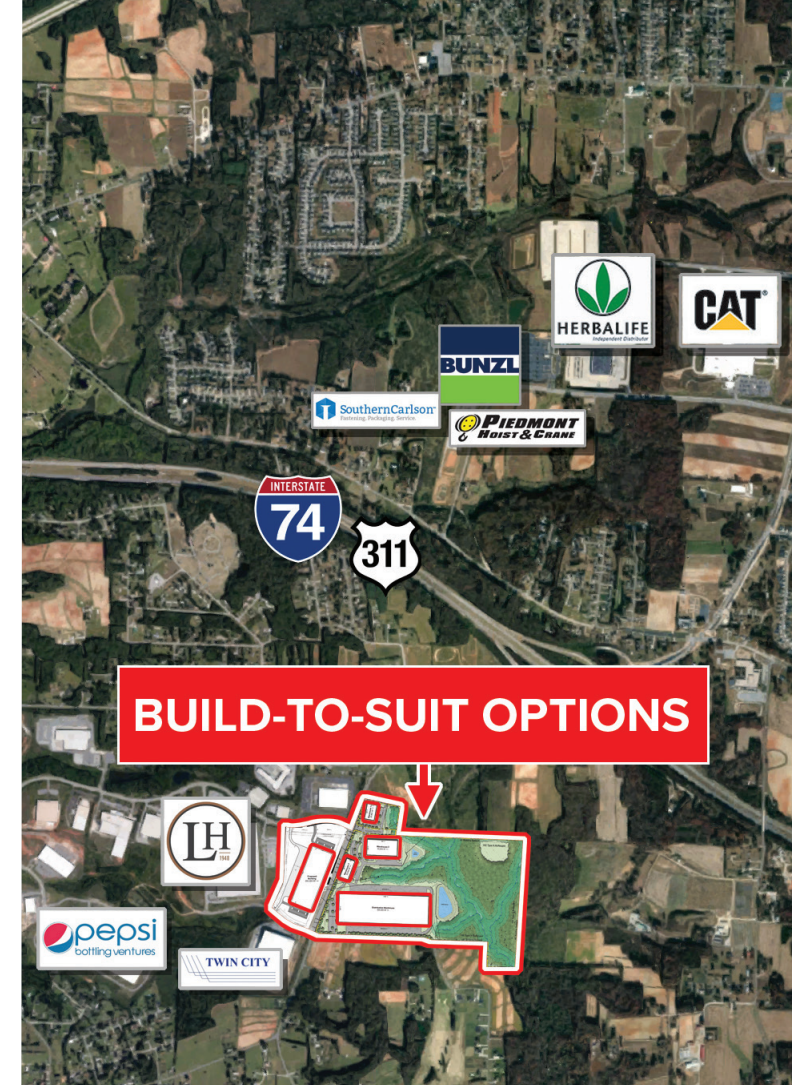 HERBALIFE
Independent Distributor
CAT®
BUNZL
SouthernCarlson
Fastening. Packaging. Service.
PIEDMONT
HOIST & CRANE
INTERSTATE
74
311
BUILD-TO-SUIT OPTIONS
LH
1948
pepsi
bottling ventures
TWIN CITY